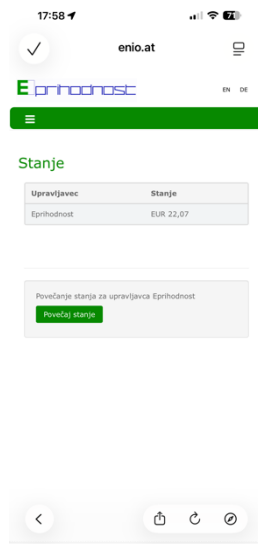 17:58
71
enio.at
Eprihodnost
EN DE
Stanje
Upravljavec Stanje
Eprihodnost EUR 22,07
Povečanje stanja za upravljavca Eprihodnost
Povečaj stanje